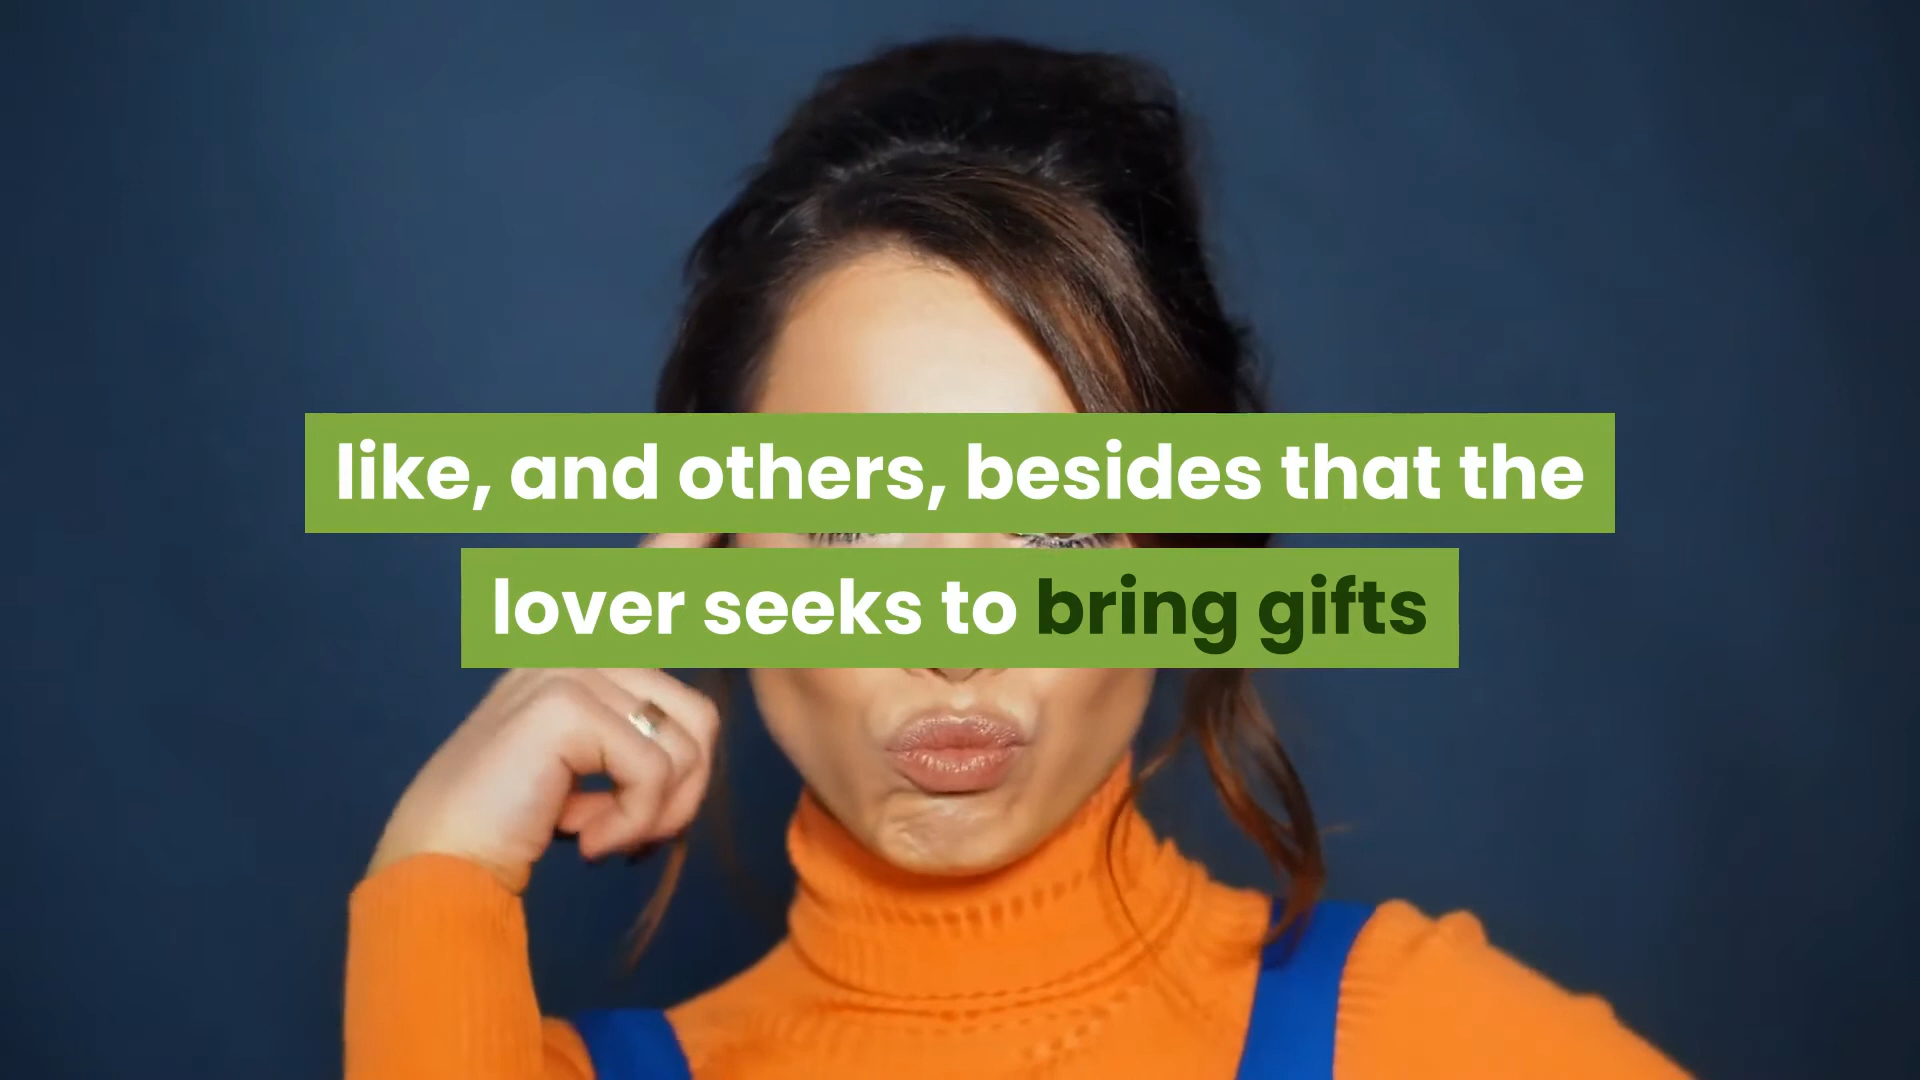 like, and others, besides that the
lover seeks to bring gifts